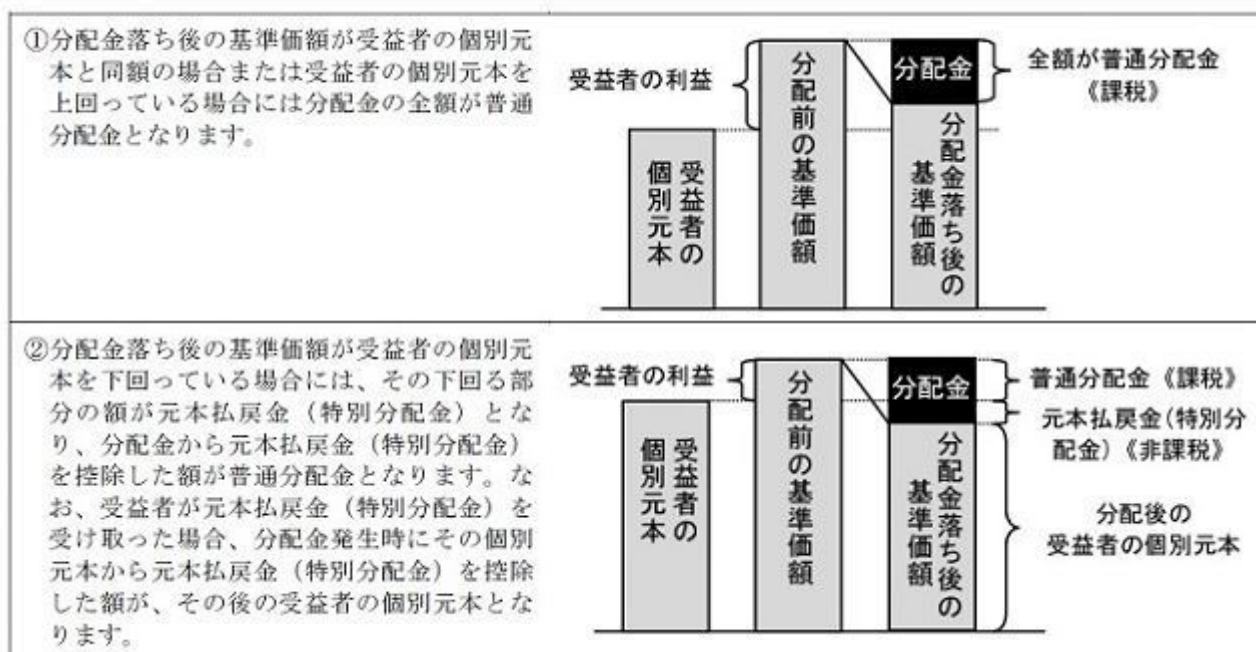 ①分配金落ち後の基準価額が受益者の個別元
本と同額の場合または受益者の個別元本を
上回っている場合には分配金の全額が普通
分配金となります。
受益者の利益
受益者の
個別元本
分配前の基準価額
分配金
分配金落ち後の
基準価額
全額が普通分配金
《課税》
②分配金落ち後の基準価額が受益者の個別元
本を下回っている場合には、その下回る部
分の額が元本払戻金（特別分配金）とな
り、分配金から元本払戻金（特別分配金）
を控除した額が普通分配金となります。な
お、受益者が元本払戻金（特別分配金）を
受け取った場合、分配金発生時にその個別
元本から元本払戻金（特別分配金）を控除
した額が、その後の受益者の個別元本とな
ります。
受益者の利益
受益者の
個別元本
分配前の基準価額
分配金
分配金落ち後の
基準価額
普通分配金《課税》
元本払戻金（特別分
配金）《非課税》
分配後の
受益者の個別元本